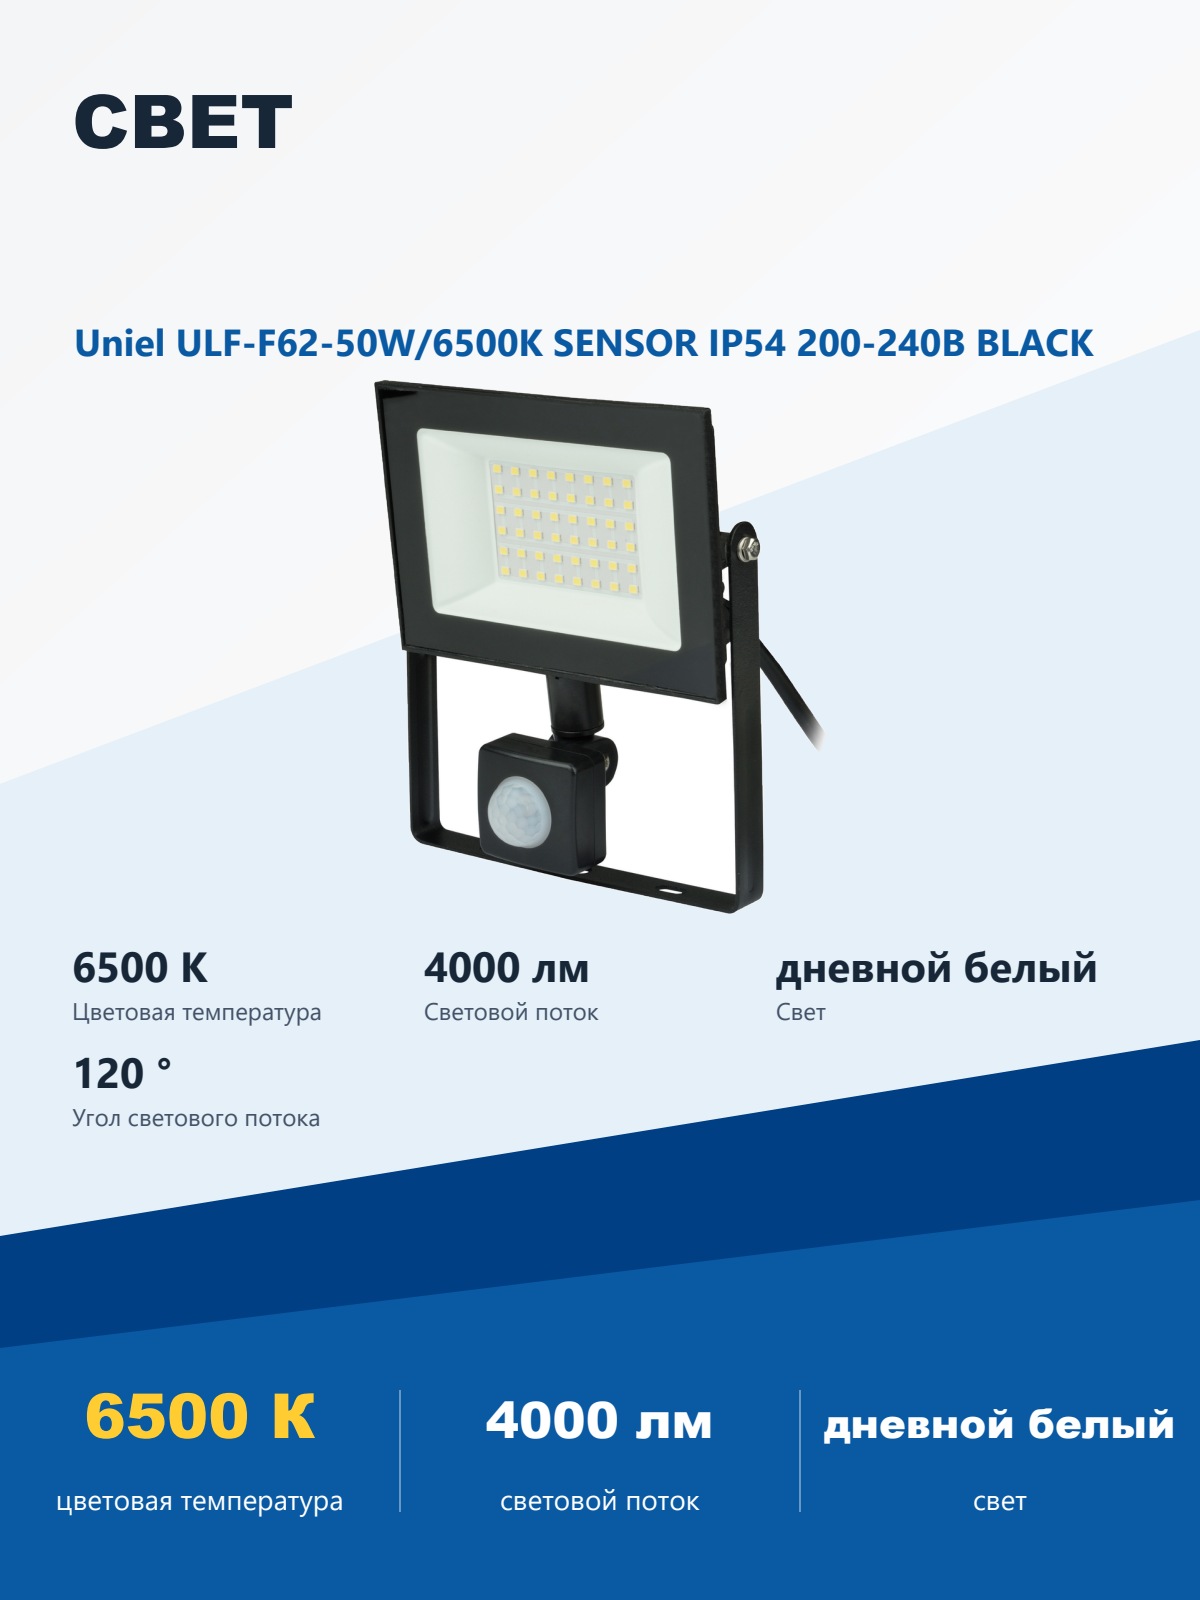 СВЕТ
Uniel ULF-F62-50W/6500K SENSOR IP54 200-240В BLACK
6500 К
4000 лм
дневной белый
Цветовая температура
Световой поток
Свет
120 °
Угол светового потока
6500 К
4000 лм
дневной белый
цветовая температура
световой поток
свет